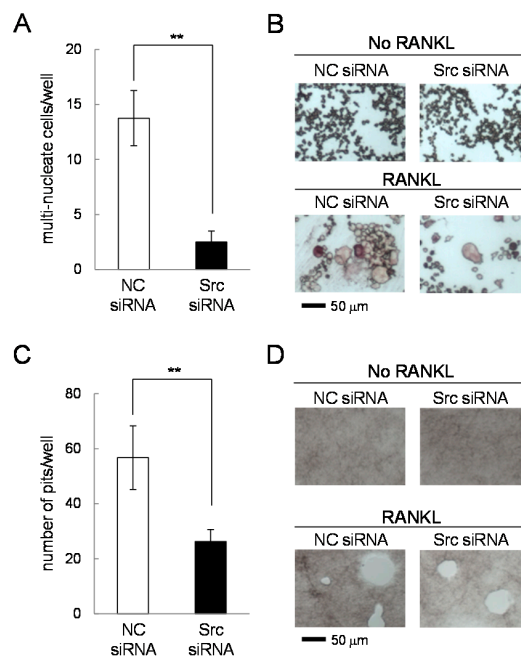 A
**
multi-nucleate cells/well
20
15
10
5
0
NC
siRNA
Src
siRNA
B
No RANKL
NC siRNA
Src siRNA
RANKL
NC siRNA
Src siRNA
50 μm
C
**
number of pits/well
80
60
40
20
0
NC
siRNA
Src
siRNA
D
No RANKL
NC siRNA
Src siRNA
RANKL
NC siRNA
Src siRNA
50 μm